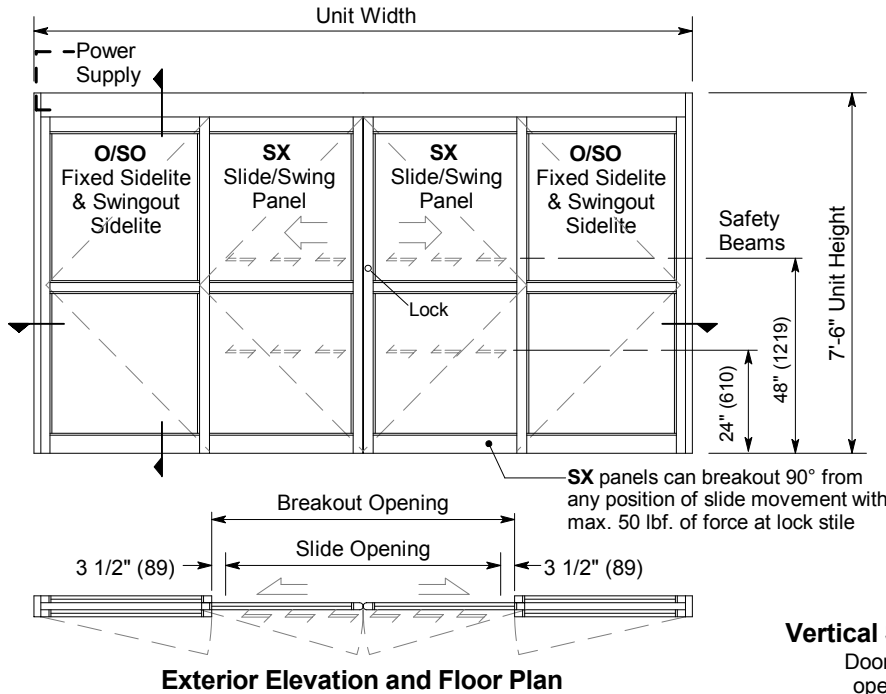 Unit Width
Power
Supply
O/SO
Fixed Sidelite
& Swingout
Sidelite
SX
Slide/Swing
Panel
SX
Slide/Swing
Panel
O/SO
Fixed Sidelite
& Swingout
Sidelite
Safety
Beams
Lock
24" (610)
48" (1219)
7'-6" Unit Height
SX panels can breakout 90° from
any position of slide movement with
max. 50 lbf. of force at lock stile
Breakout Opening
Slide Opening
3 1/2" (89)
3 1/2" (89)
Exterior Elevation and Floor Plan
Vertical
Door
ope